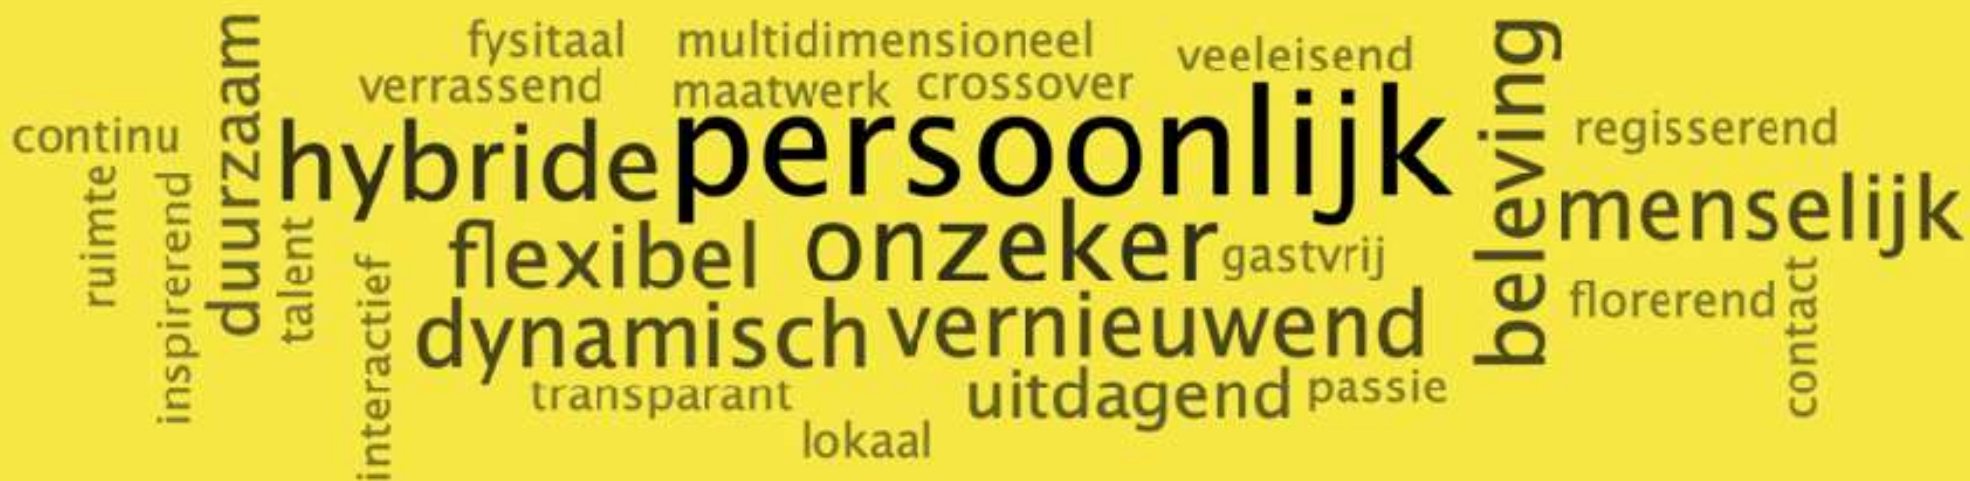 fysitaal multidimensioneel veeleisend
verrassend maatwerk crossover
continu
duurzaam
hybride persoonlijk
beleving
regisserend
ruimte
inspirerend
talent
interactief
flexibel onzeker gastvrij
menselijk
dynamisch vernieuwend
florerend
contact
transparant uitdagend passie
lokaal